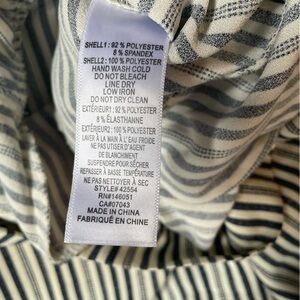 SHELL1: 92 % POLYESTER
8 % SPANDEX
SHELL2: 100 % POLYESTER
HAND WASH COLD
DO NOT BLEACH
LINE DRY
LOW IRON
DO NOT DRY CLEAN
EXTÉRIEUR1: 92 % POLYESTER
8 % ÉLASTHANNE
EXTÉRIEUR2: 100 % POLYESTER
LAVER À LA MAIN À L'EAU FROIDE
NE PAS UTISER D'AGENT
DE BLANCHIMENT
SUSPENDRE POUR SÉCHER
REPASSER À BASSE TEMPÉRATURE
NE PAS NETTOYER À SEC
STYLE# 42554
RN#146051
CA#07043
MADE IN CHINA
FABRIQUÉ EN CHINE